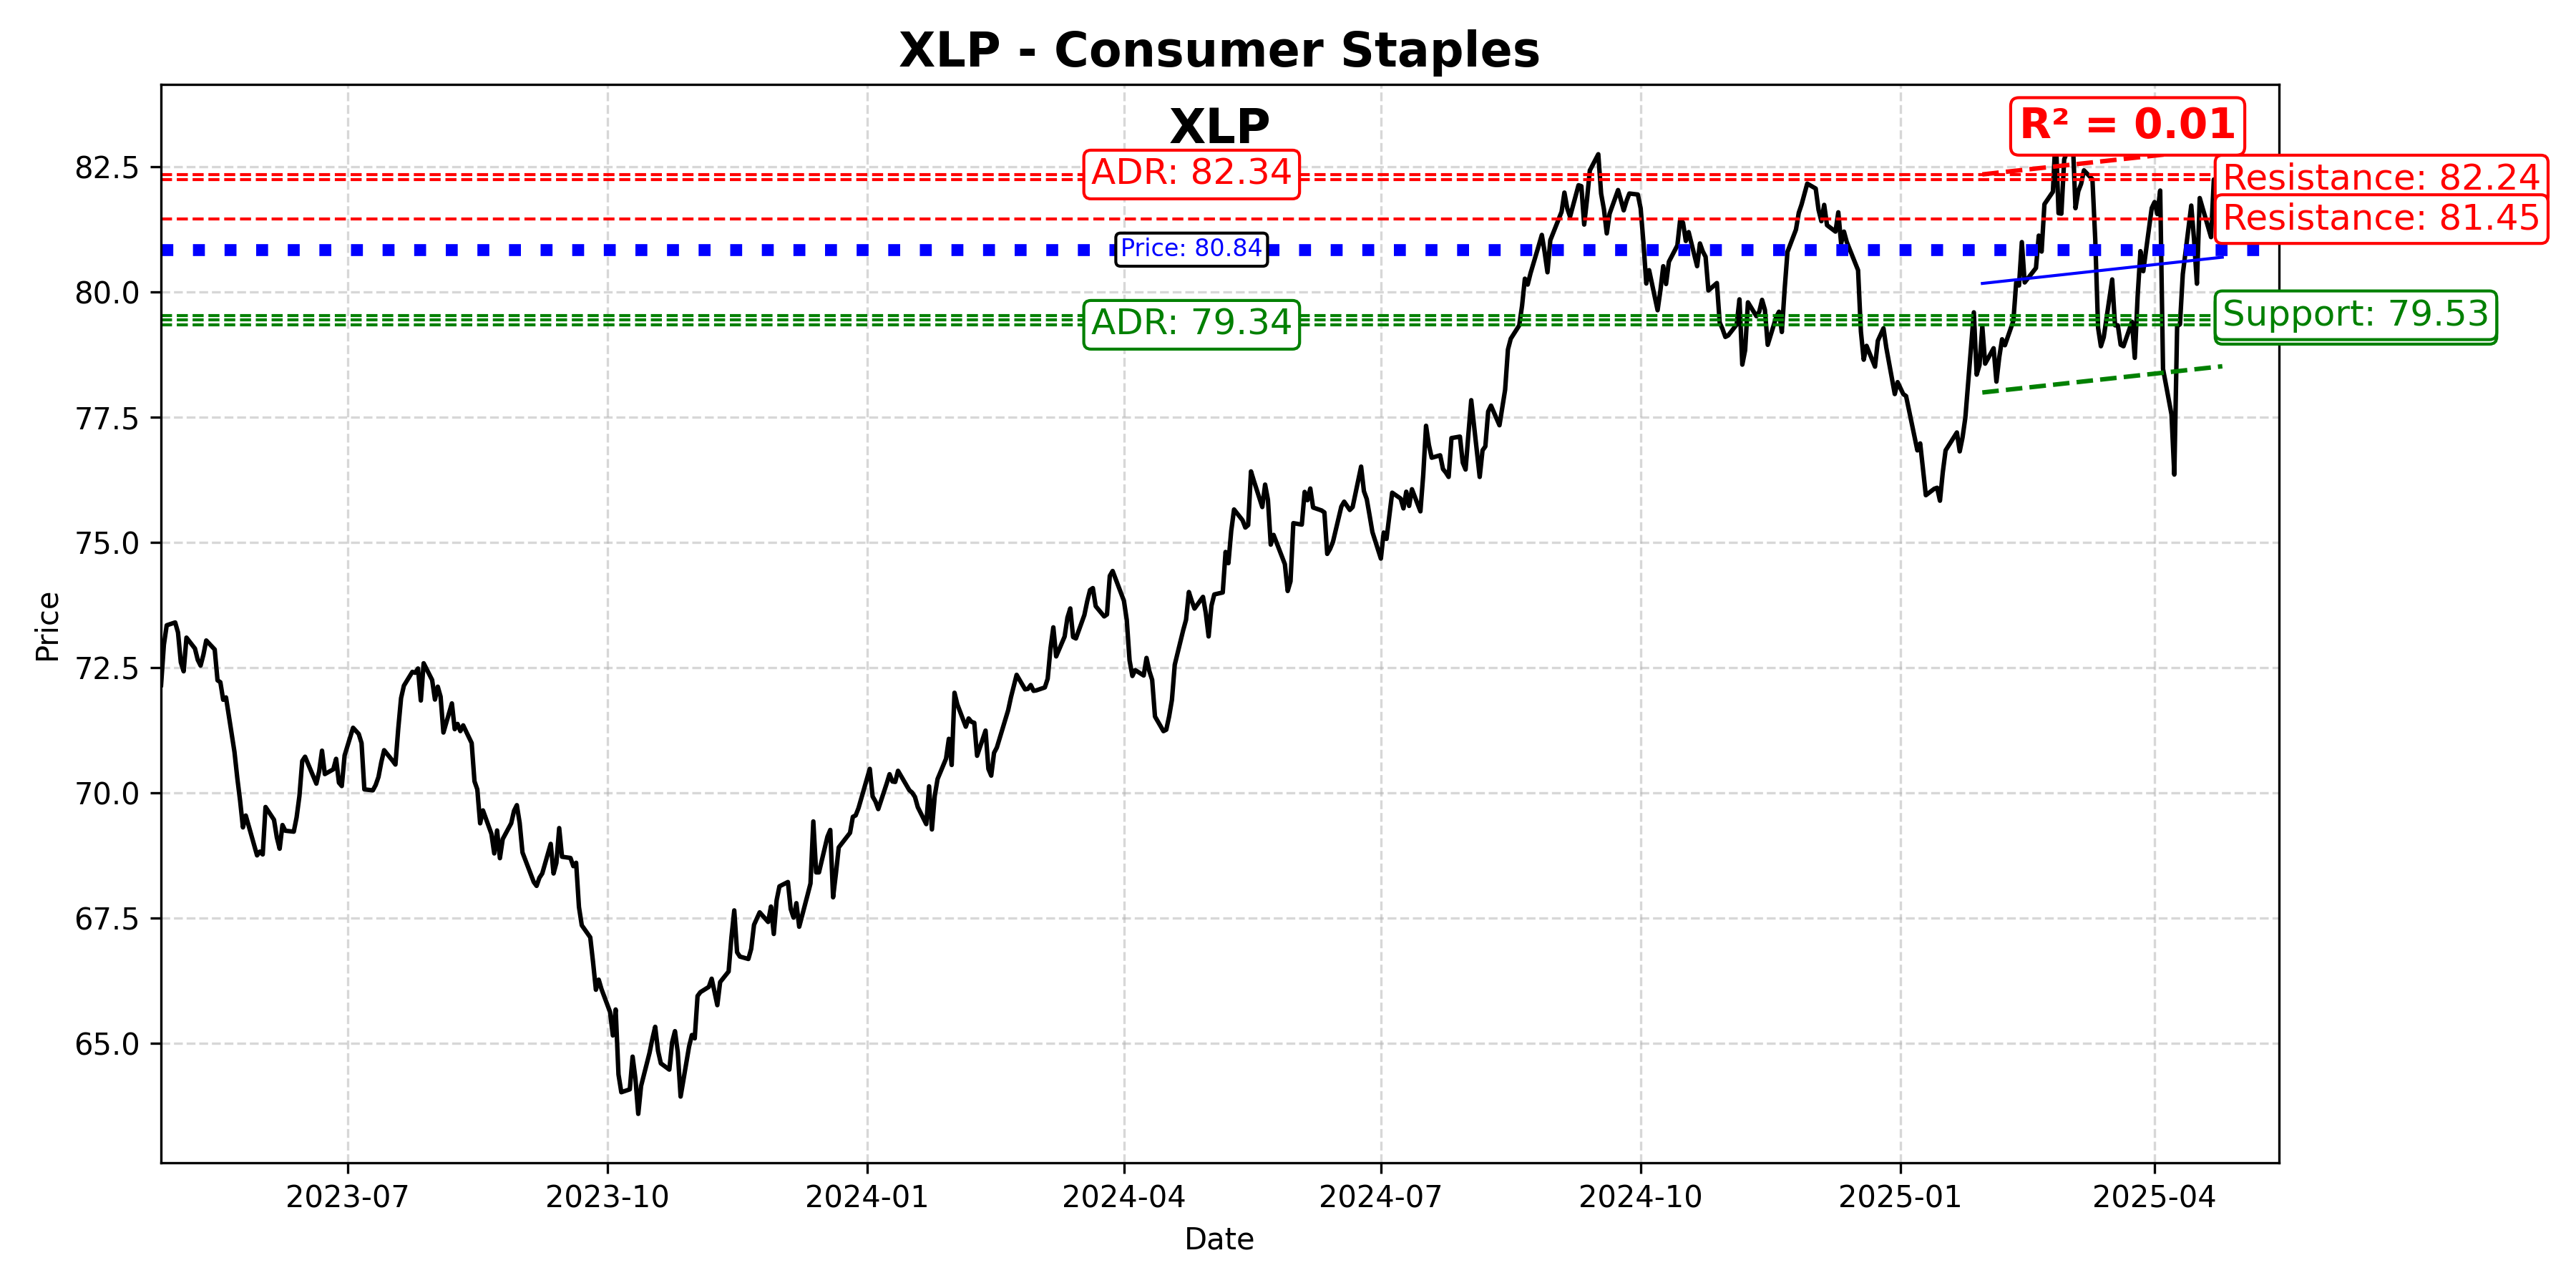 XLP - Consumer Staples
XLP
R² = 0.01
ADR: 82.34
Resistance: 82.24
Resistance: 81.45
Price: 80.84
ADR: 79.34
Support: 79.53
82.5
80.0
77.5
75.0
72.5
70.0
67.5
65.0
Price
2023-07
2023-10
2024-01
2024-04
2024-07
2024-10
2025-01
2025-04
Date